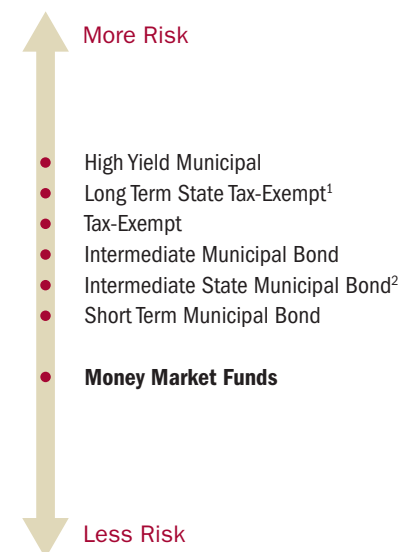 More Risk
High Yield Municipal
Long Term State Tax-Exempt¹
Tax-Exempt
Intermediate Municipal Bond
Intermediate State Municipal Bond²
Short Term Municipal Bond
Money Market Funds
Less Risk